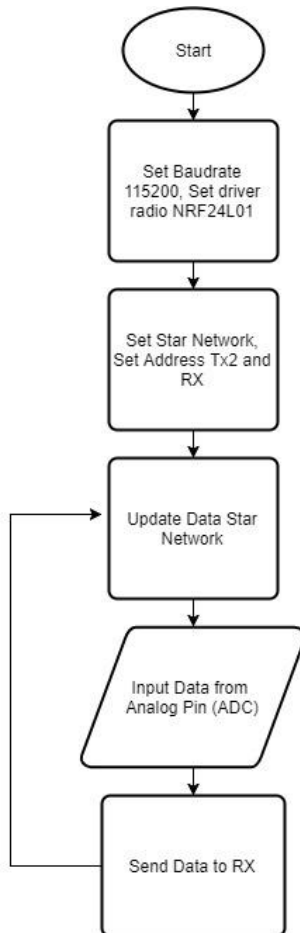 Start
Set Baudrate
115200, Set driver
radio NRF24L01
Set Star Network,
Set Address Tx2 and
RX
Update Data Star
Network
Input Data from
Analog Pin (ADC)
Send Data to RX